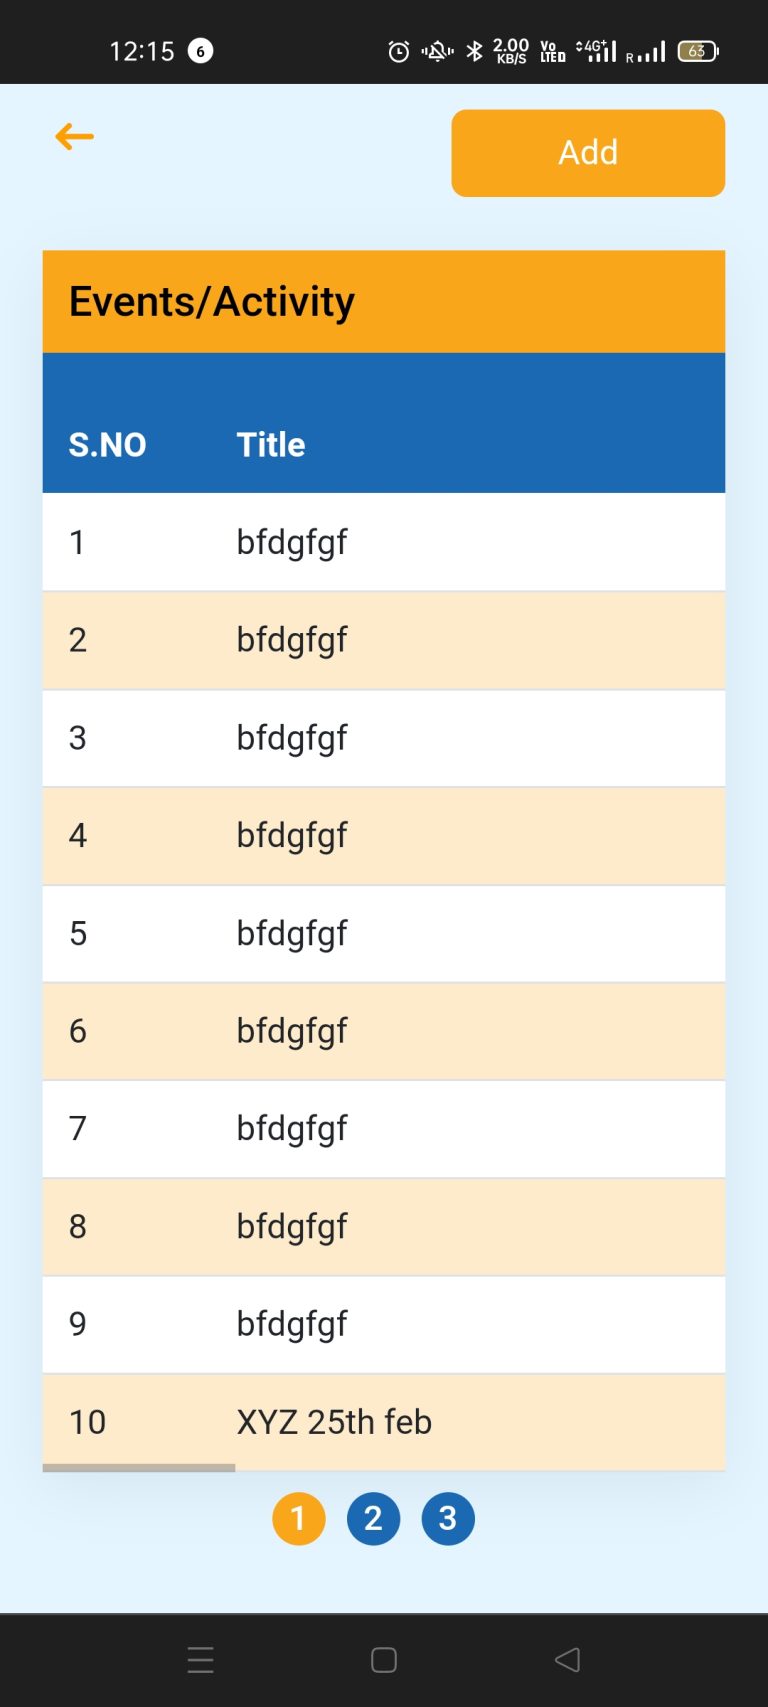 12:15 6 2.00 KB/S Vo LTED 4G+ R 63
Add
Events/Activity
S.NO Title
1 bfdgfgf
2 bfdgfgf
3 bfdgfgf
4 bfdgfgf
5 bfdgfgf
6 bfdgfgf
7 bfdgfgf
8 bfdgfgf
9 bfdgfgf
10 XYZ 25th feb
1 2 3